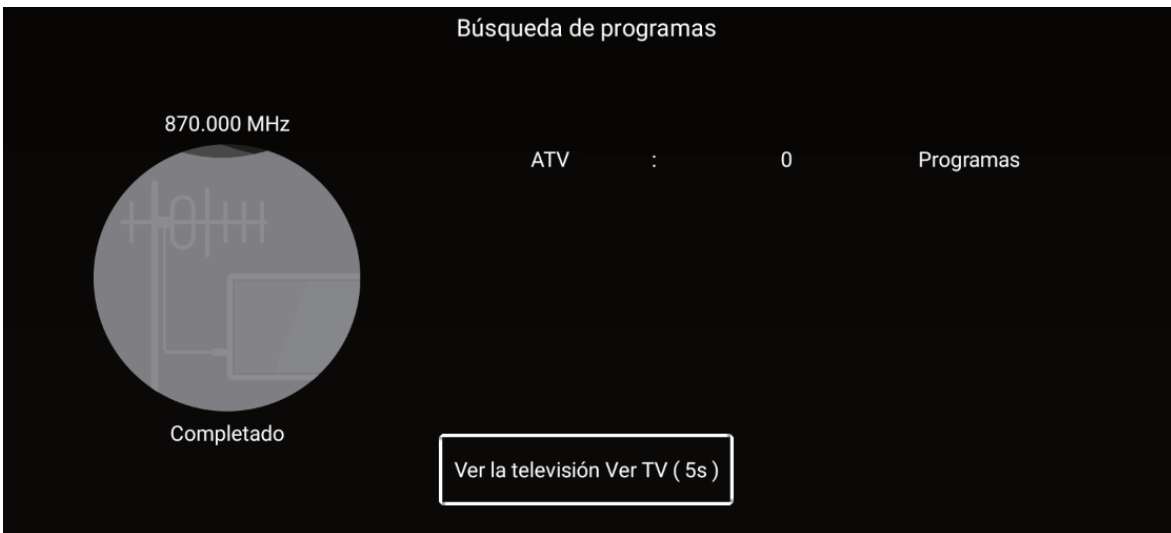 Búsqueda de programas
870.000 MHz
ATV : 0 Programas
Completado
Ver la televisión Ver TV ( 5s )